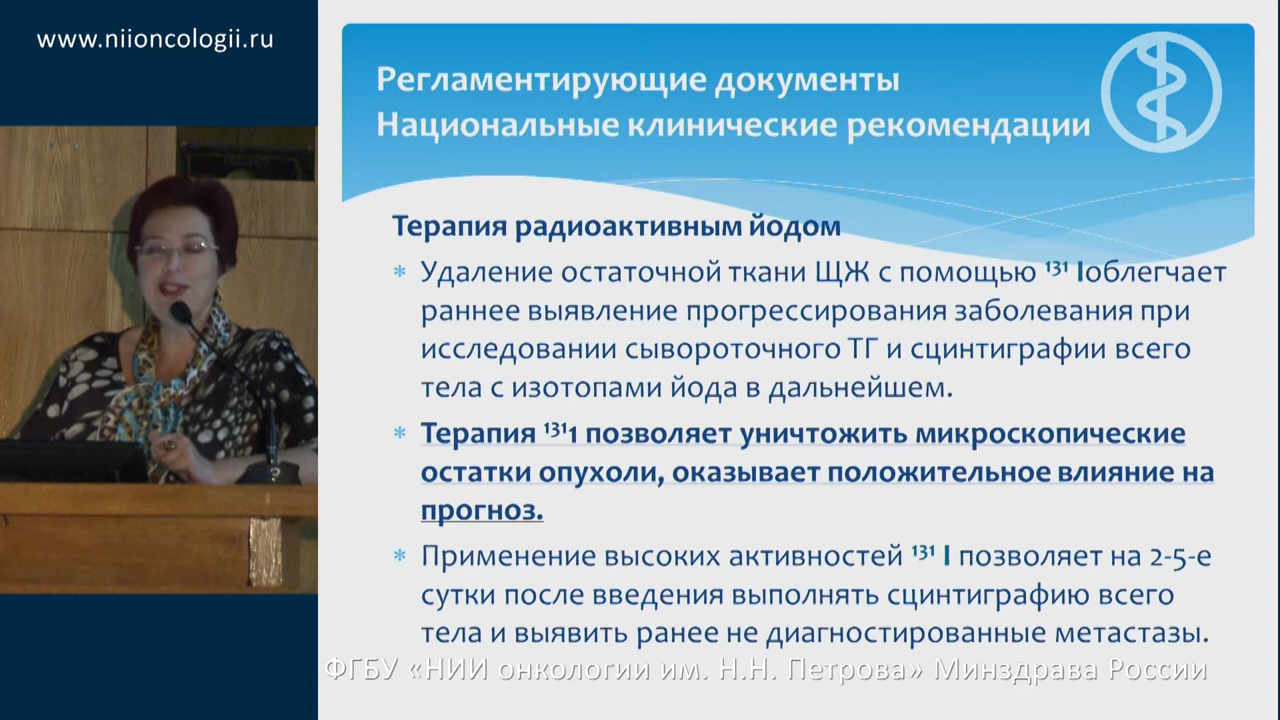 www.niioncologii.ru
Регламентирующие документы
Национальные клинические рекомендации
Терапия радиоактивным йодом
* Удаление остаточной ткани ЩЖ с помощью ¹³¹ Iоблегчает
раннее выявление прогрессирования заболевания при
исследовании сывороточного ТГ и сцинтиграфии всего
тела с изотопами йода в дальнейшем.
* Терапия ¹³¹1 позволяет уничтожить микроскопические
остатки опухоли, оказывает положительное влияние на
прогноз.
* Применение высоких активностей ¹³¹ I позволяет на 2-5-е
сутки после введения выполнять сцинтиграфию всего
тела и выявить ранее не диагностированные метастазы.
ФГБУ «НИИ онкологии им. Н.Н. Петрова» Минздрава России